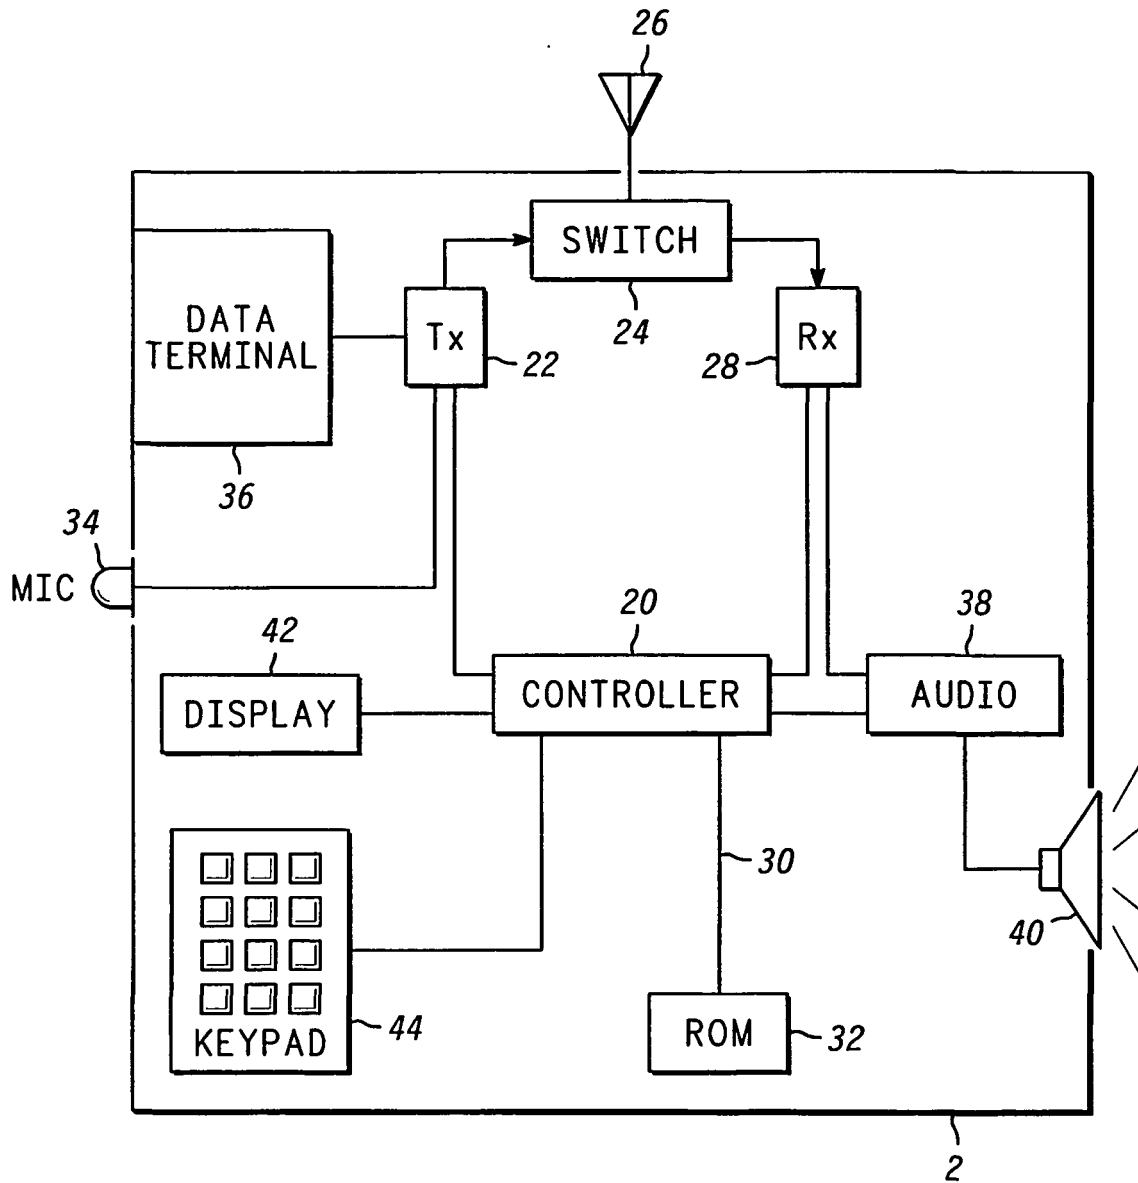 26
SWITCH
24
DATA
TERMINAL
36
Tx
22
Rx
28
34
MIC
42
DISPLAY
20
CONTROLLER
38
AUDIO
30
40
KEYPAD
44
ROM
32
2